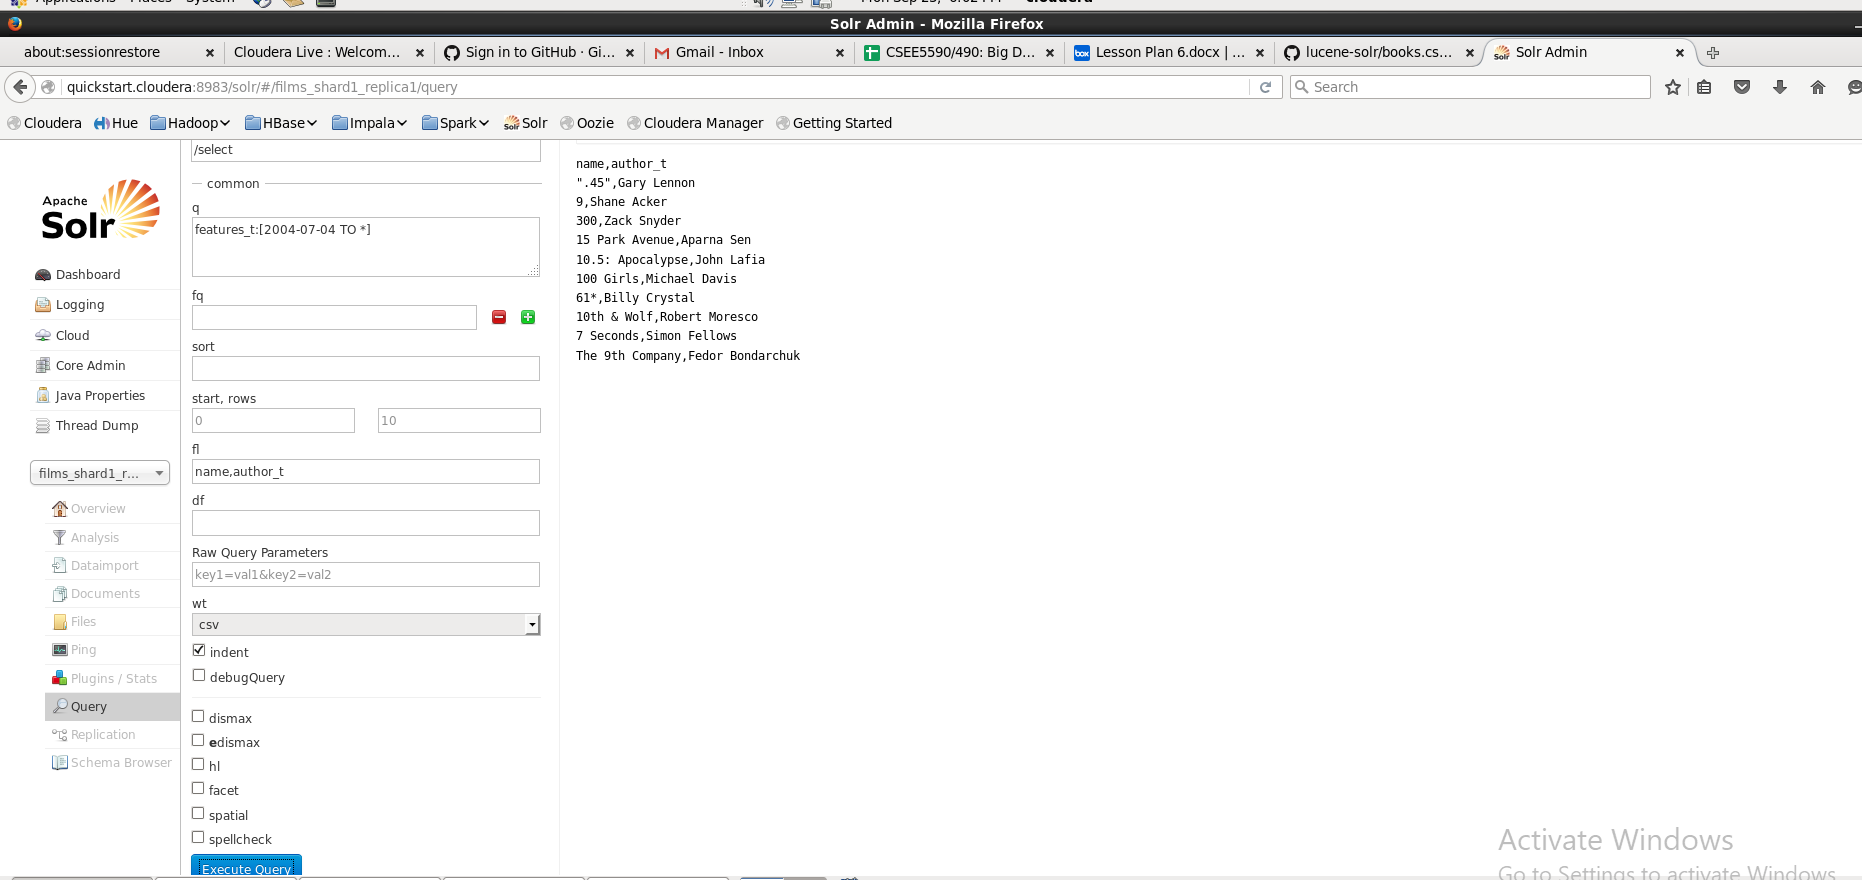 Applications Places System
cloudera
Solr Admin - Mozilla Firefox
about:sessionrestore
Cloudera Live : Welcom...
Sign in to GitHub · Gi...
Gmail - Inbox
CSEE5590/490: Big D...
Lesson Plan 6.docx | ...
lucene-solr/books.cs...
Solr Admin
quickstart.cloudera:8983/solr/#/films_shard1_replica1/query
Search
Cloudera
Hue
Hadoop
HBase
Impala
Spark
Solr
Oozie
Cloudera Manager
Getting Started
Apache
Solr
Dashboard
Logging
Cloud
Core Admin
Java Properties
Thread Dump
films_shard1_r...
Overview
Analysis
Dataimport
Documents
Files
Ping
Plugins / Stats
Query
Replication
Schema Browser
/select
common
q
features_t:[2004-07-04 TO *]
fq
sort
start, rows
0
10
fl
name,author_t
df
Raw Query Parameters
key1=val1&key2=val2
wt
csv
indent
debugQuery
dismax
edismax
hl
facet
spatial
spellcheck
Execute Query
name,author_t
".45",Gary Lennon
9,Shane Acker
300,Zack Snyder
15 Park Avenue,Aparna Sen
10.5: Apocalypse,John Lafia
100 Girls,Michael Davis
61*,Billy Crystal
10th & Wolf,Robert Moresco
7 Seconds,Simon Fellows
The 9th Company,Fedor Bondarchuk
Activate Windows
Go to Settings to activate Windows.